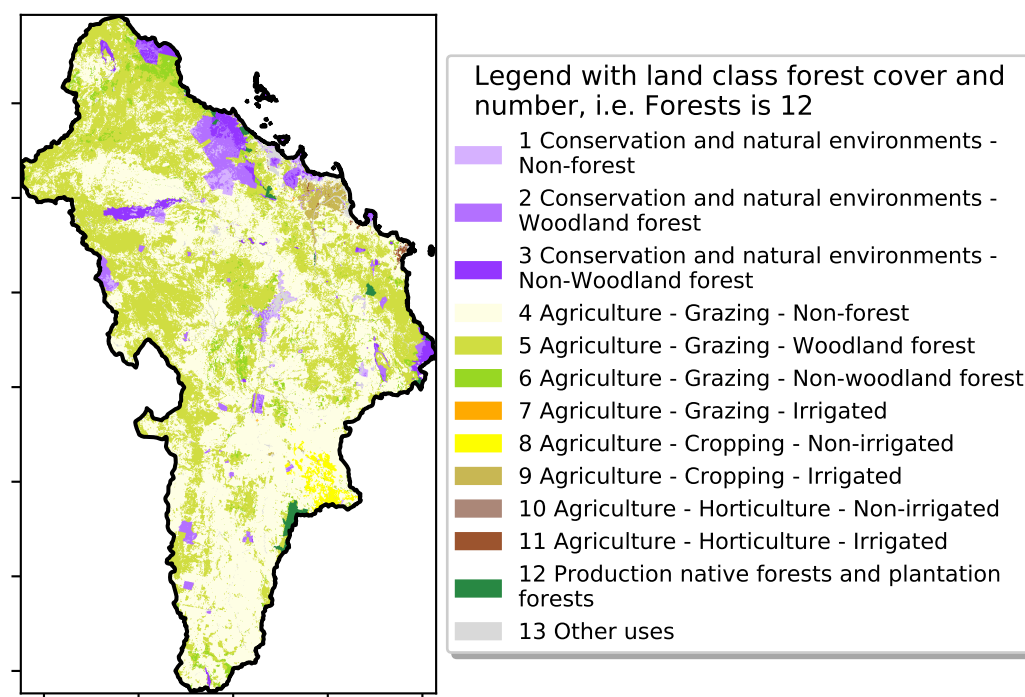 Legend with land class forest cover and
number, i.e. Forests is 12
1 Conservation and natural environments -
Non-forest
2 Conservation and natural environments -
Woodland forest
3 Conservation and natural environments -
Non-Woodland forest
4 Agriculture - Grazing - Non-forest
5 Agriculture - Grazing - Woodland forest
6 Agriculture - Grazing - Non-woodland forest
7 Agriculture - Grazing - Irrigated
8 Agriculture - Cropping - Non-irrigated
9 Agriculture - Cropping - Irrigated
10 Agriculture - Horticulture - Non-irrigated
11 Agriculture - Horticulture - Irrigated
12 Production native forests and plantation
forests
13 Other uses